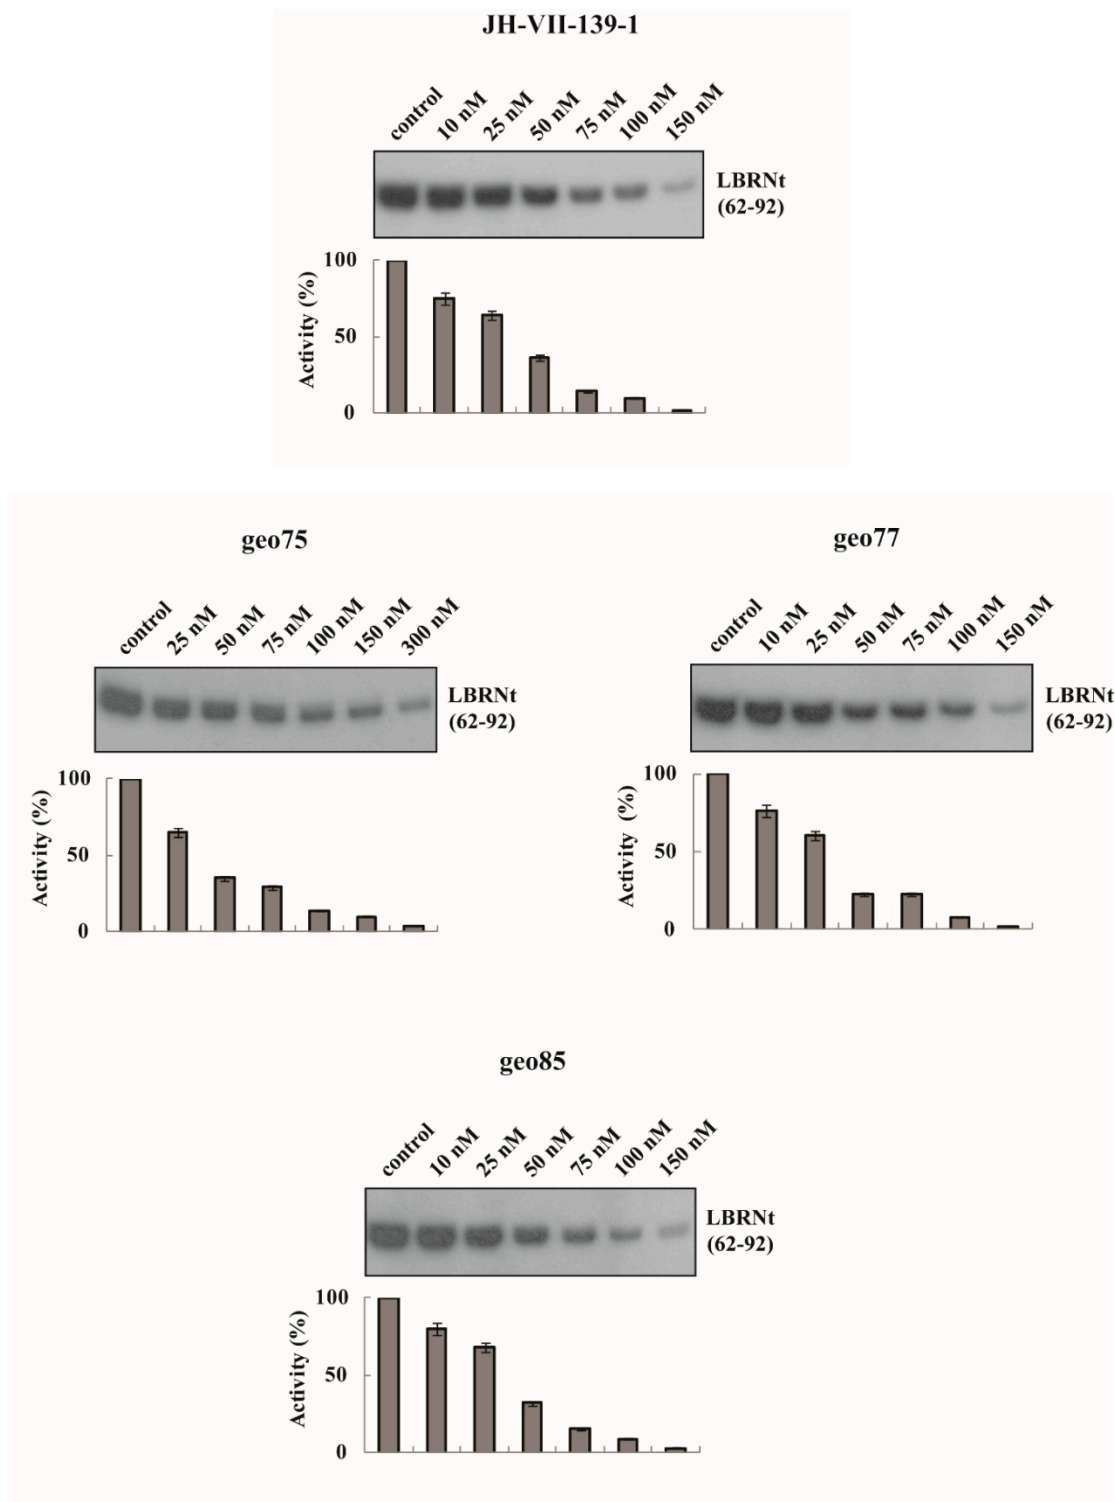 JH-VII-139-1
control 10 nM 25 nM 50 nM 75 nM 100 nM 150 nM
LBRNt
(62-92)
Activity (%)
100
50
0
geo75
control 25 nM 50 nM 75 nM 100 nM 150 nM 300 nM
LBRNt
(62-92)
Activity (%)
100
50
0
geo77
control 10 nM 25 nM 50 nM 75 nM 100 nM 150 nM
LBRNt
(62-92)
Activity (%)
100
50
0
geo85
control 10 nM 25 nM 50 nM 75 nM 100 nM 150 nM
LBRNt
(62-92)
Activity (%)
100
50
0